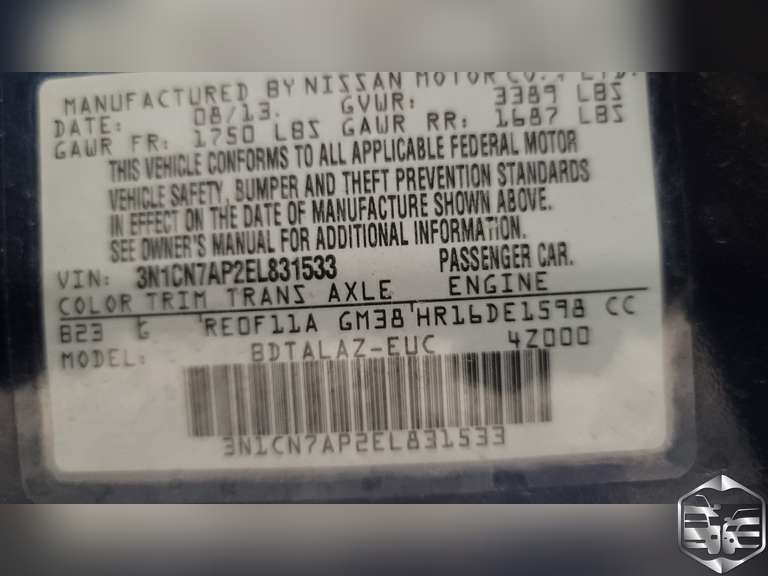 MANUFACTURED BY NISSAN MOTOR CO., LTD.
DATE: 08/13. GVWR: 3389 LBS
GAWR FR: 1750 LBS GAWR RR: 1687 LBS
THIS VEHICLE CONFORMS TO ALL APPLICABLE FEDERAL MOTOR
VEHICLE SAFETY, BUMPER AND THEFT PREVENTION STANDARDS
IN EFFECT ON THE DATE OF MANUFACTURE SHOWN ABOVE.
SEE OWNER'S MANUAL FOR ADDITIONAL INFORMATION.
VIN: 3N1CN7AP2EL831533 PASSENGER CAR.
COLOR TRIM TRANS AXLE ENGINE
B23 G RE0F11A GM38 HR16DE1598 CC
MODEL: BDTALAZ-EUC 4Z000
3N1CN7AP2EL831533